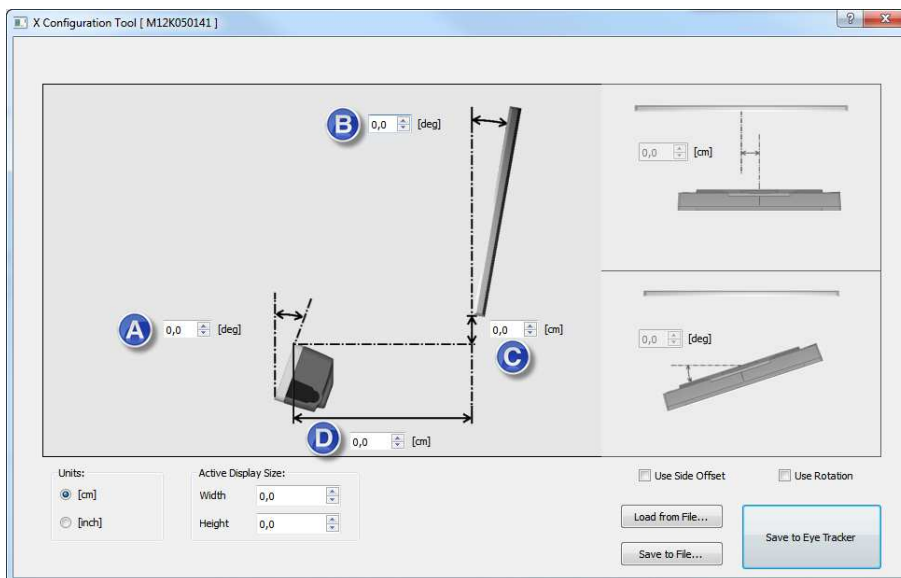 X Configuration Tool [ M12K050141 ]
B 0,0 [deg]
0,0 [cm]
A 0,0 [deg]
0,0 [cm]
C
0,0 [deg]
D 0,0 [cm]
Units:
[cm]
[inch]
Active Display Size:
Width 0,0
Height 0,0
Use Side Offset
Use Rotation
Load from File...
Save to File...
Save to Eye Tracker